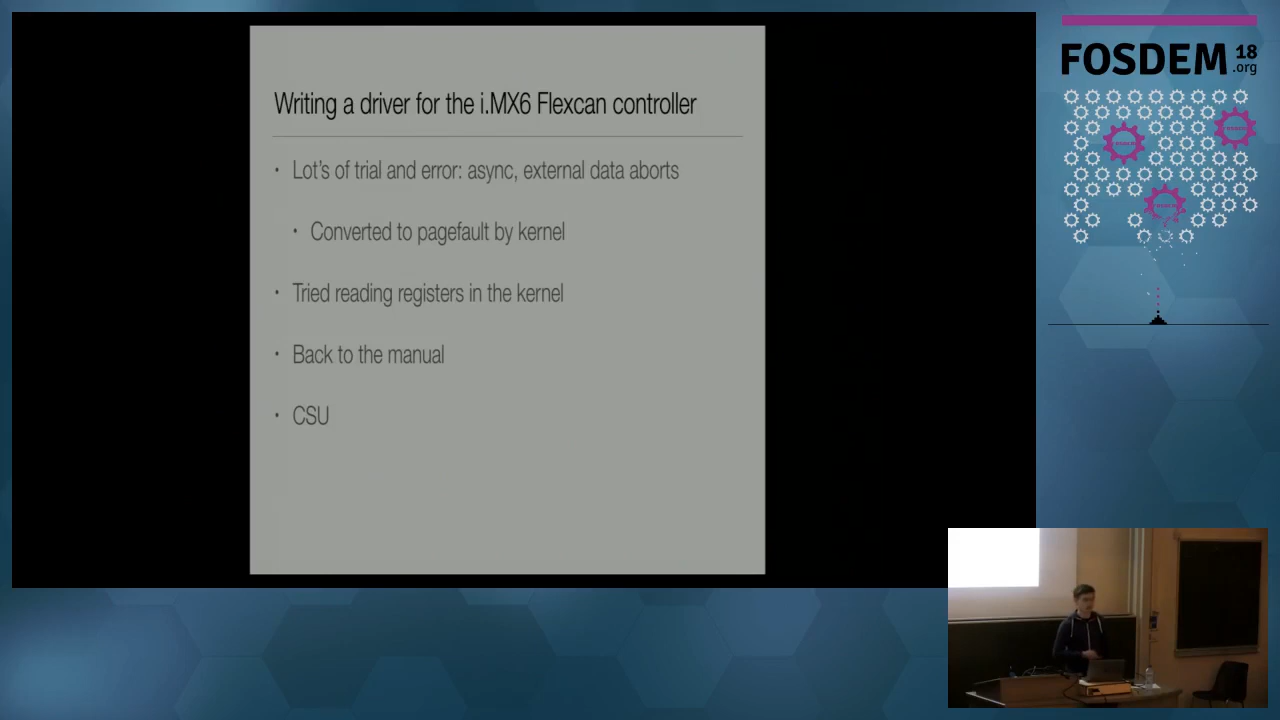 Writing a driver for the i.MX6 Flexcan controller
• Lot's of trial and error: async, external data aborts
• Converted to pagefault by kernel
• Tried reading registers in the kernel
• Back to the manual
• CSU
FOSDEM 18
.org